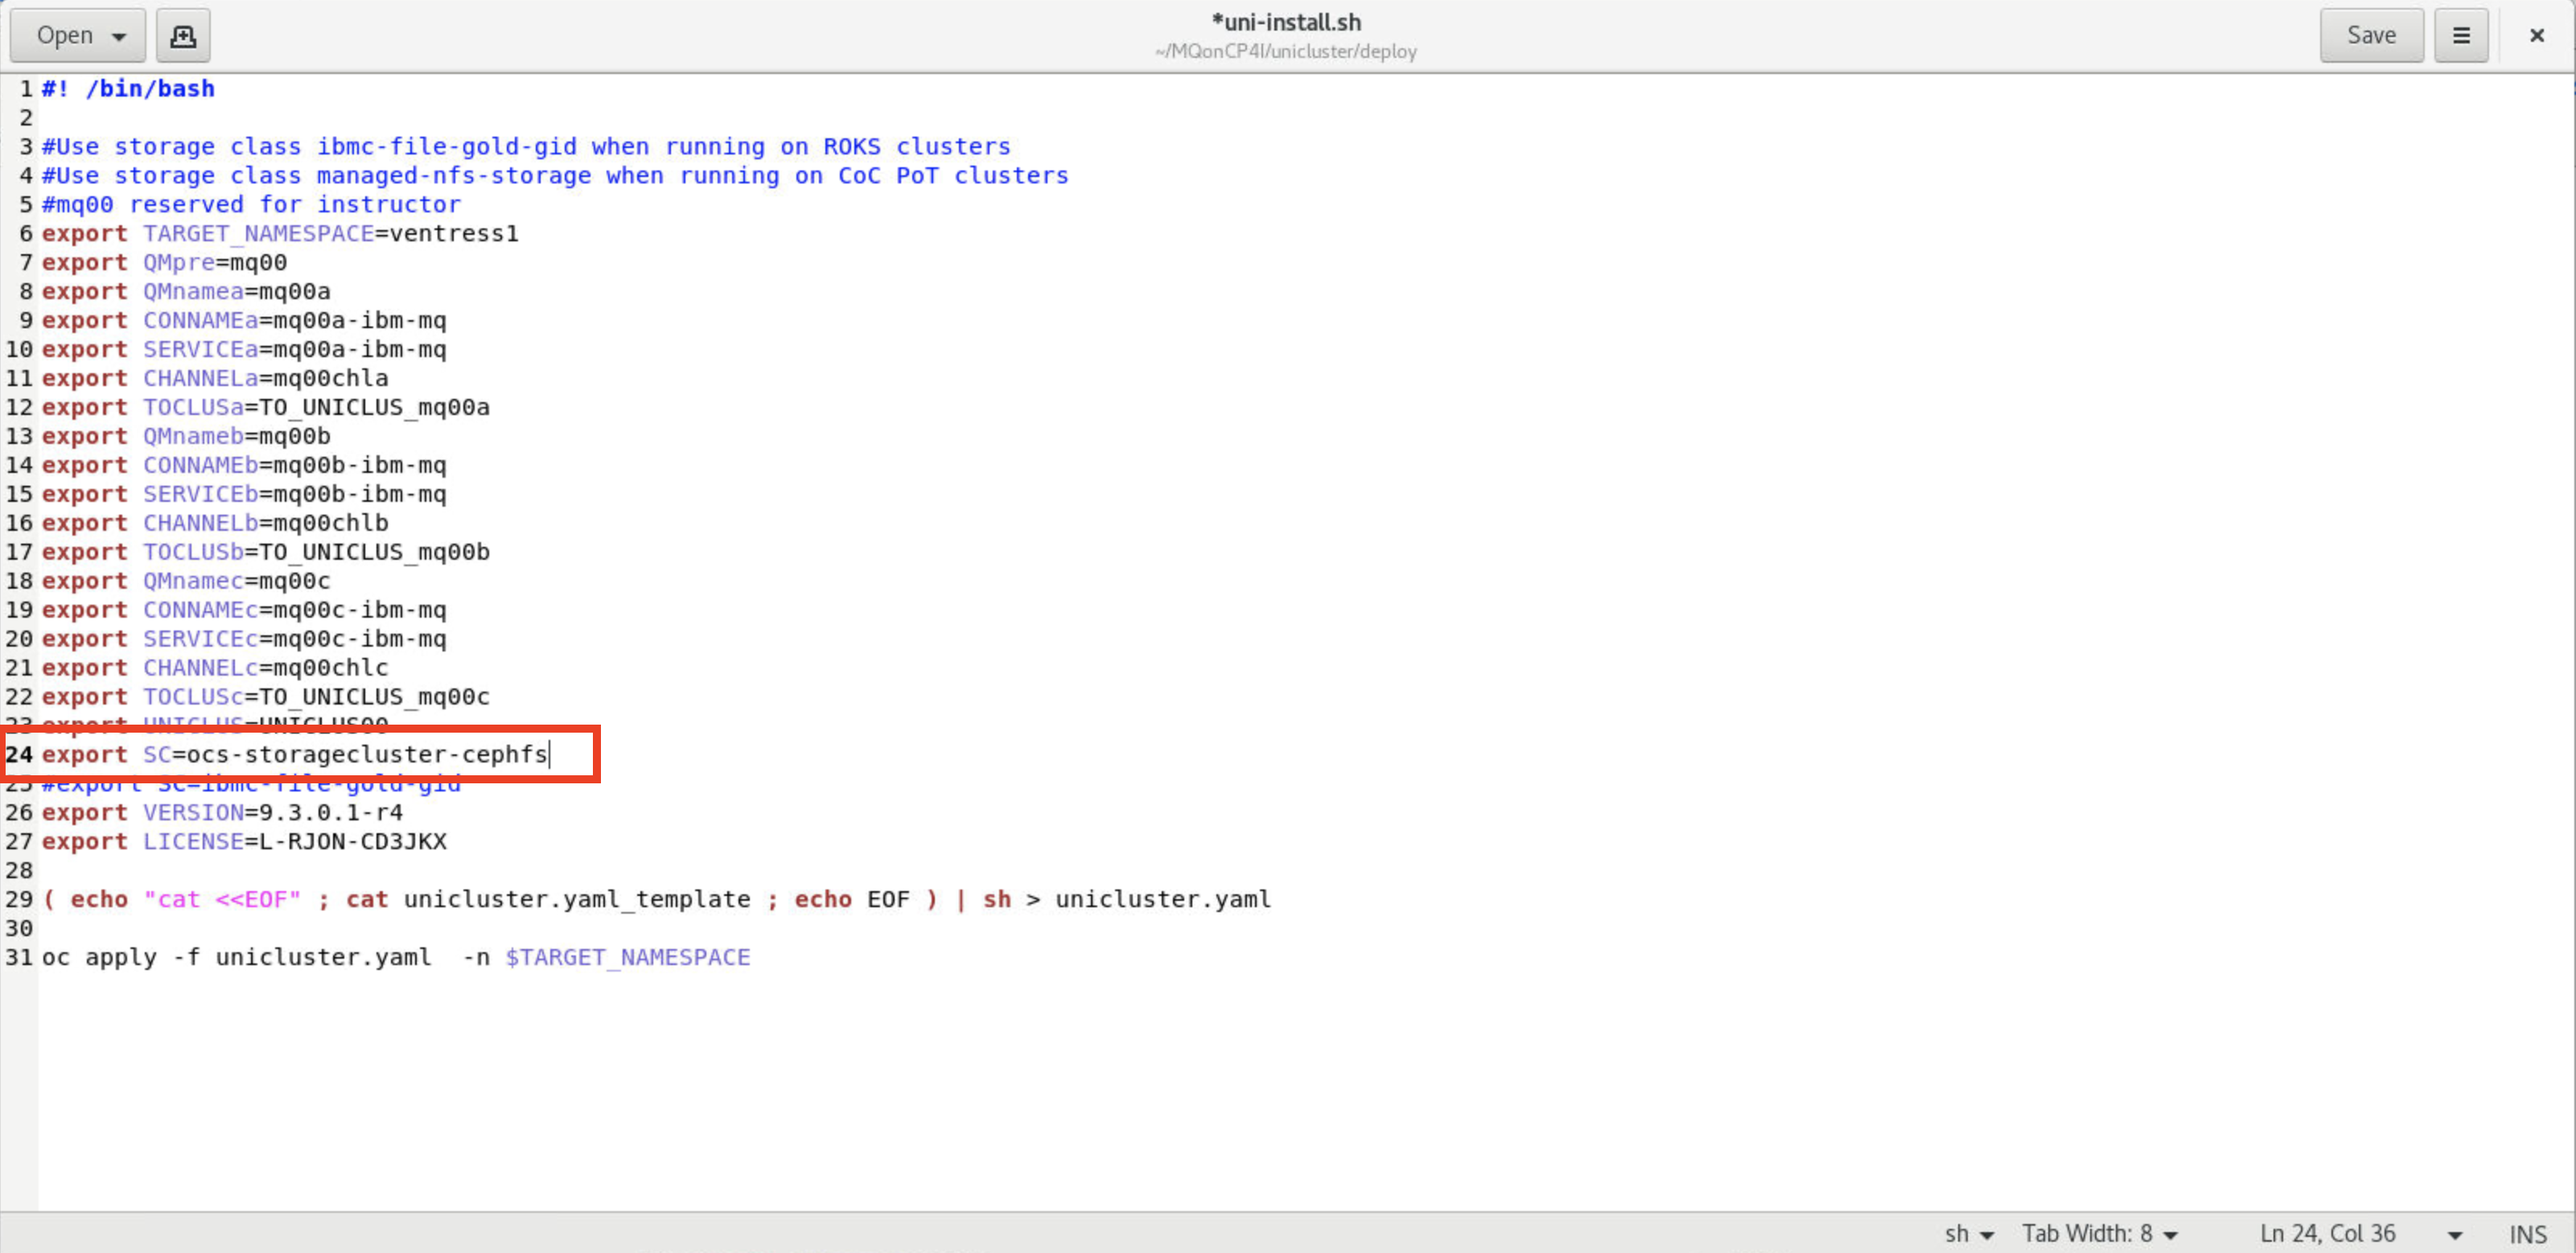 Open
*uni-install.sh
~/MQonCP4I/unicluster/deploy
Save
1 #! /bin/bash
2
3 #Use storage class ibmc-file-gold-gid when running on ROKS clusters
4 #Use storage class managed-nfs-storage when running on CoC PoT clusters
5 #mq00 reserved for instructor
6 export TARGET_NAMESPACE=ventress1
7 export QMpre=mq00
8 export QMnamea=mq00a
9 export CONNAMEa=mq00a-ibm-mq
10 export SERVICEa=mq00a-ibm-mq
11 export CHANNELa=mq00chla
12 export TOCLUSa=TO_UNICLUS_mq00a
13 export QMnameb=mq00b
14 export CONNAMEb=mq00b-ibm-mq
15 export SERVICEb=mq00b-ibm-mq
16 export CHANNELb=mq00chlb
17 export TOCLUSb=TO_UNICLUS_mq00b
18 export QMnamec=mq00c
19 export CONNAMEc=mq00c-ibm-mq
20 export SERVICEc=mq00c-ibm-mq
21 export CHANNELc=mq00chlc
22 export TOCLUSc=TO_UNICLUS_mq00c
23 export UNICLUS=UNICLUS00
24 export SC=ocs-storagecluster-cephfs
25 #export SC=ibmc-file-gold-gid
26 export VERSION=9.3.0.1-r4
27 export LICENSE=L-RJON-CD3JKX
28
29 ( echo "cat <<EOF" ; cat unicluster.yaml_template ; echo EOF ) | sh > unicluster.yaml
30
31 oc apply -f unicluster.yaml  -n $TARGET_NAMESPACE
sh Tab Width: 8 Ln 24, Col 36 INS